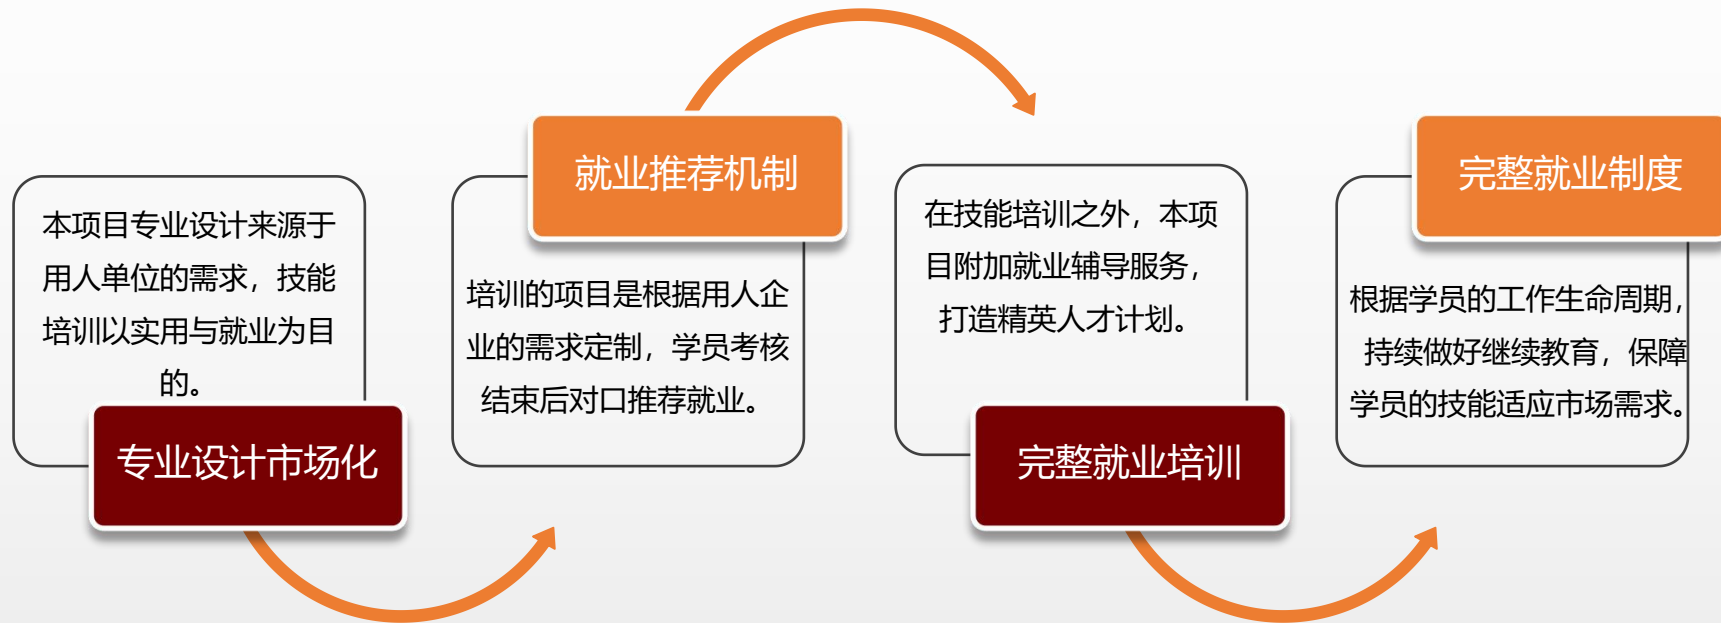 本项目专业设计来源于
用人单位的需求，技能
培训以实用与就业为目
的。
专业设计市场化
就业推荐机制
培训的项目是根据用人企
业的需求定制，学员考核
结束后对口推荐就业。
在技能培训之外，本项
目附加就业辅导服务，
打造精英人才计划。
完整就业培训
完整就业制度
根据学员的工作生命周期，
持续做好继续教育，保障
学员的技能适应市场需求。